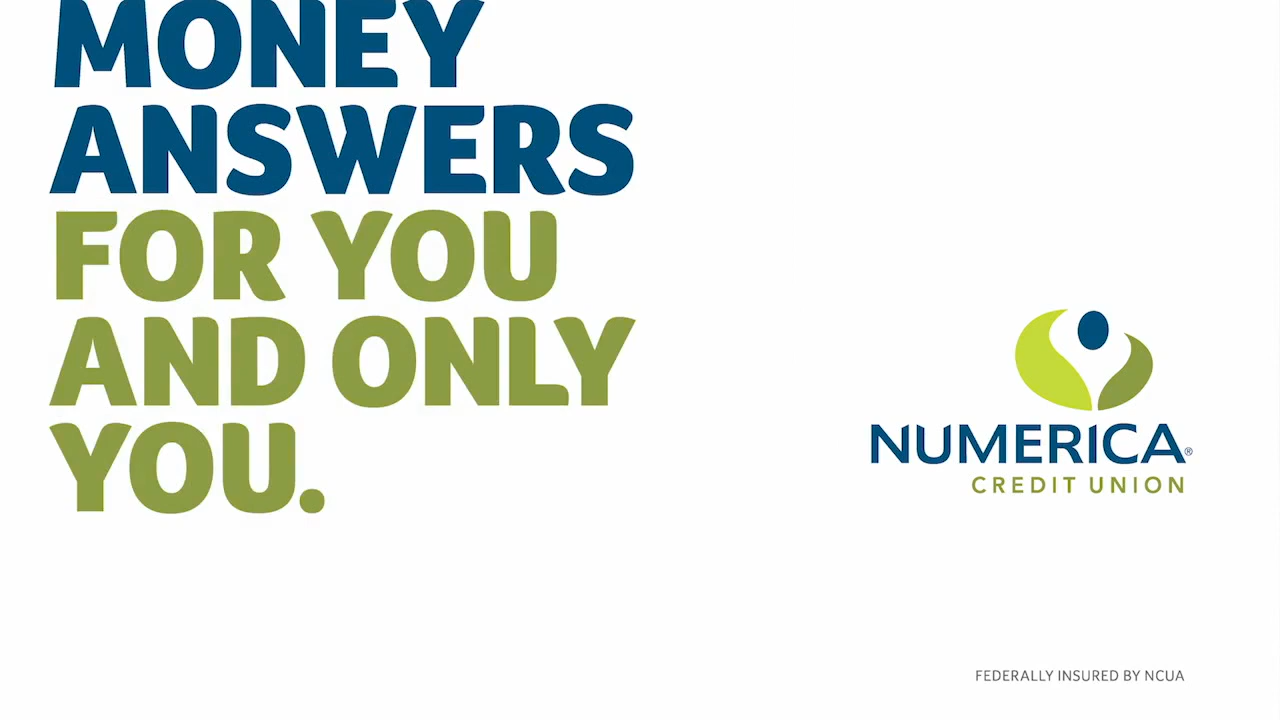 MONEY
ANSWERS
FOR YOU
AND ONLY
YOU.
NUMERICA®
CREDIT UNION
FEDERALLY INSURED BY NCUA